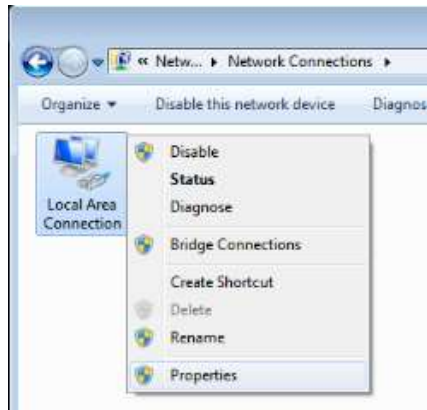 « Netw... ▸ Network Connections ▸
Organize ▾ Disable this network device Diagnos
Local Area
Connection
Disable
Status
Diagnose
Bridge Connections
Create Shortcut
Delete
Rename
Properties